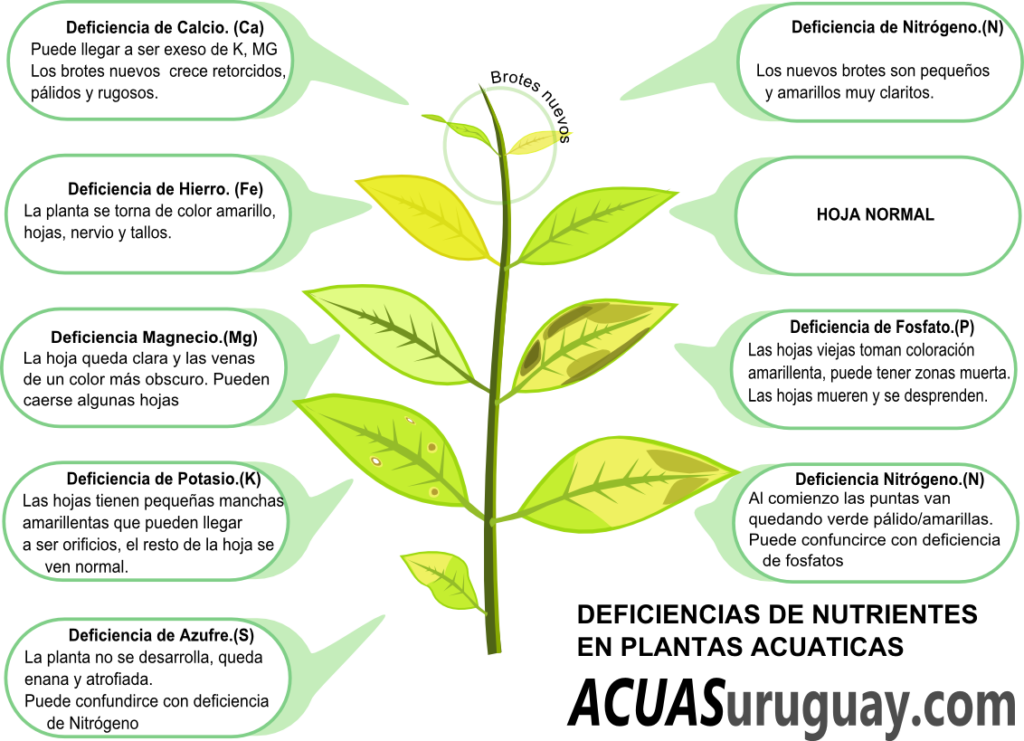 Deficiencia de Calcio. (Ca)
Puede llegar a ser exeso de K, MG
Los brotes nuevos crece retorcidos,
pálidos y rugosos.
Deficiencia de Nitrógeno.(N)
Los nuevos brotes son pequeños
y amarillos muy claritos.
Brotes nuevos
Deficiencia de Hierro. (Fe)
La planta se torna de color amarillo,
hojas, nervio y tallos.
HOJA NORMAL
Deficiencia Magnecio.(Mg)
La hoja queda clara y las venas
de un color más obscuro. Pueden
caerse algunas hojas
Deficiencia de Fosfato.(P)
Las hojas viejas toman coloración
amarillenta, puede tener zonas muerta.
Las hojas mueren y se desprenden.
Deficiencia de Potasio.(K)
Las hojas tienen pequeñas manchas
amarillentas que pueden llegar
a ser orificios, el resto de la hoja se
ven normal.
Deficiencia Nitrógeno.(N)
Al comienzo las puntas van
quedando verde pálido/amarillas.
Puede confuncirce con deficiencia
de fosfatos
Deficiencia de Azufre.(S)
La planta no se desarrolla, queda
enana y atrofiada.
Puede confundirce con deficiencia
de Nitrógeno
DEFICIENCIAS DE NUTRIENTES
EN PLANTAS ACUATICAS
ACUASuruguay.com